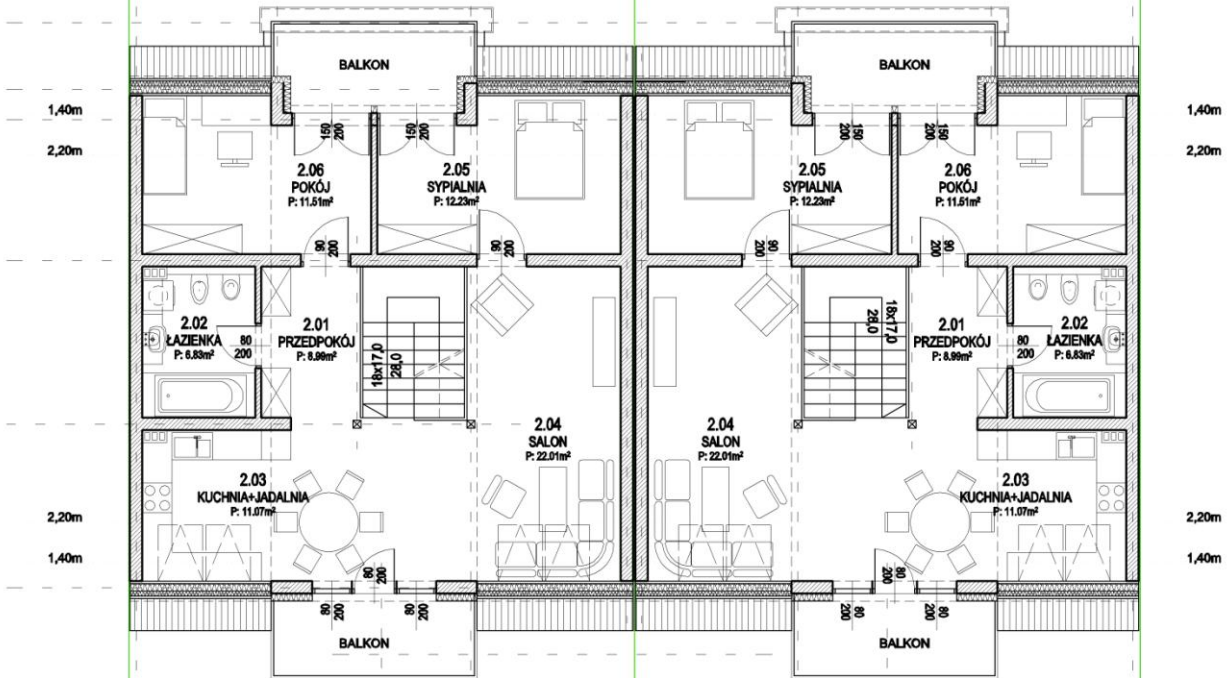 BALKON
BALKON
1,40m
1,40m
2,20m
2,20m
150
200
150
200
150
200
150
200
2.06
POKÓJ
P: 11.51m²
2.05
SYPIALNIA
P: 12.23m²
2.05
SYPIALNIA
P: 12.23m²
2.06
POKÓJ
P: 11.51m²
90
200
90
200
90
200
90
200
2.02
ŁAZIENKA
P: 6.83m²
80
200
2.01
PRZEDPOKÓJ
P: 8.99m²
18x17,0
28,0
18x17,0
28,0
2.01
PRZEDPOKÓJ
P: 8.99m²
80
200
2.02
ŁAZIENKA
P: 6.83m²
2.04
SALON
P: 22.01m²
2.04
SALON
P: 22.01m²
2.03
KUCHNIA+JADALNIA
P: 11.07m²
2.03
KUCHNIA+JADALNIA
P: 11.07m²
2,20m
2,20m
1,40m
1,40m
80
200
80
200
80
200
80
200
80
200
80
200
BALKON
BALKON